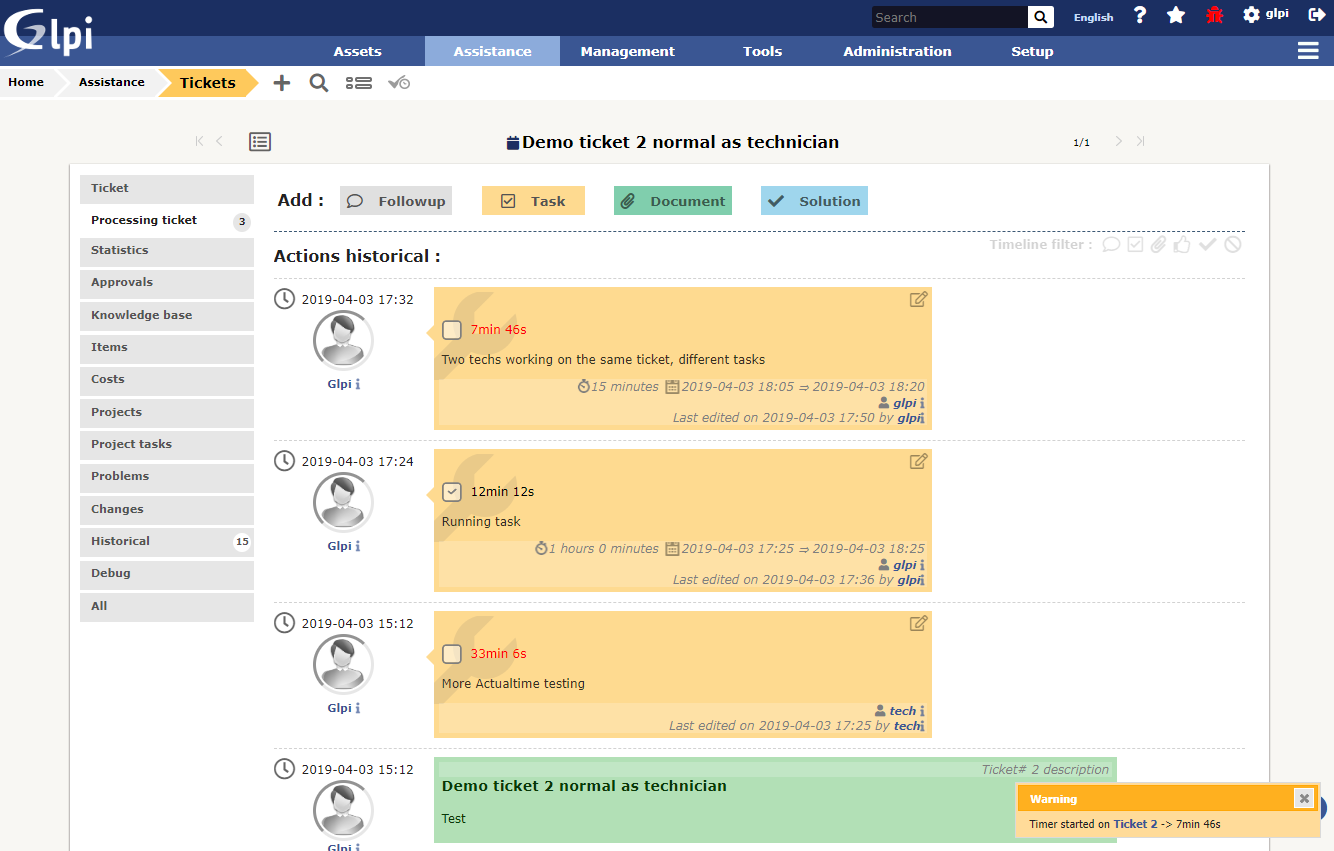 Glpi
Search
English
?
glpi
Assets
Assistance
Management
Tools
Administration
Setup
Home
Assistance
Tickets
Demo ticket 2 normal as technician
1/1
Ticket
Processing ticket 3
Statistics
Approvals
Knowledge base
Items
Costs
Projects
Project tasks
Problems
Changes
Historical 15
Debug
All
Add :
Followup
Task
Document
Solution
Timeline filter :
Actions historical :
2019-04-03 17:32
Glpi
7min 46s
Two techs working on the same ticket, different tasks
15 minutes 2019-04-03 18:05 ⇒ 2019-04-03 18:20
glpi
Last edited on 2019-04-03 17:50 by glpi
2019-04-03 17:24
Glpi
12min 12s
Running task
1 hours 0 minutes 2019-04-03 17:25 ⇒ 2019-04-03 18:25
glpi
Last edited on 2019-04-03 17:36 by glpi
2019-04-03 15:12
Glpi
33min 6s
More Actualtime testing
tech
Last edited on 2019-04-03 17:25 by tech
2019-04-03 15:12
Glpi
Ticket# 2 description
Demo ticket 2 normal as technician
Test
Warning
Timer started on Ticket 2 -> 7min 46s